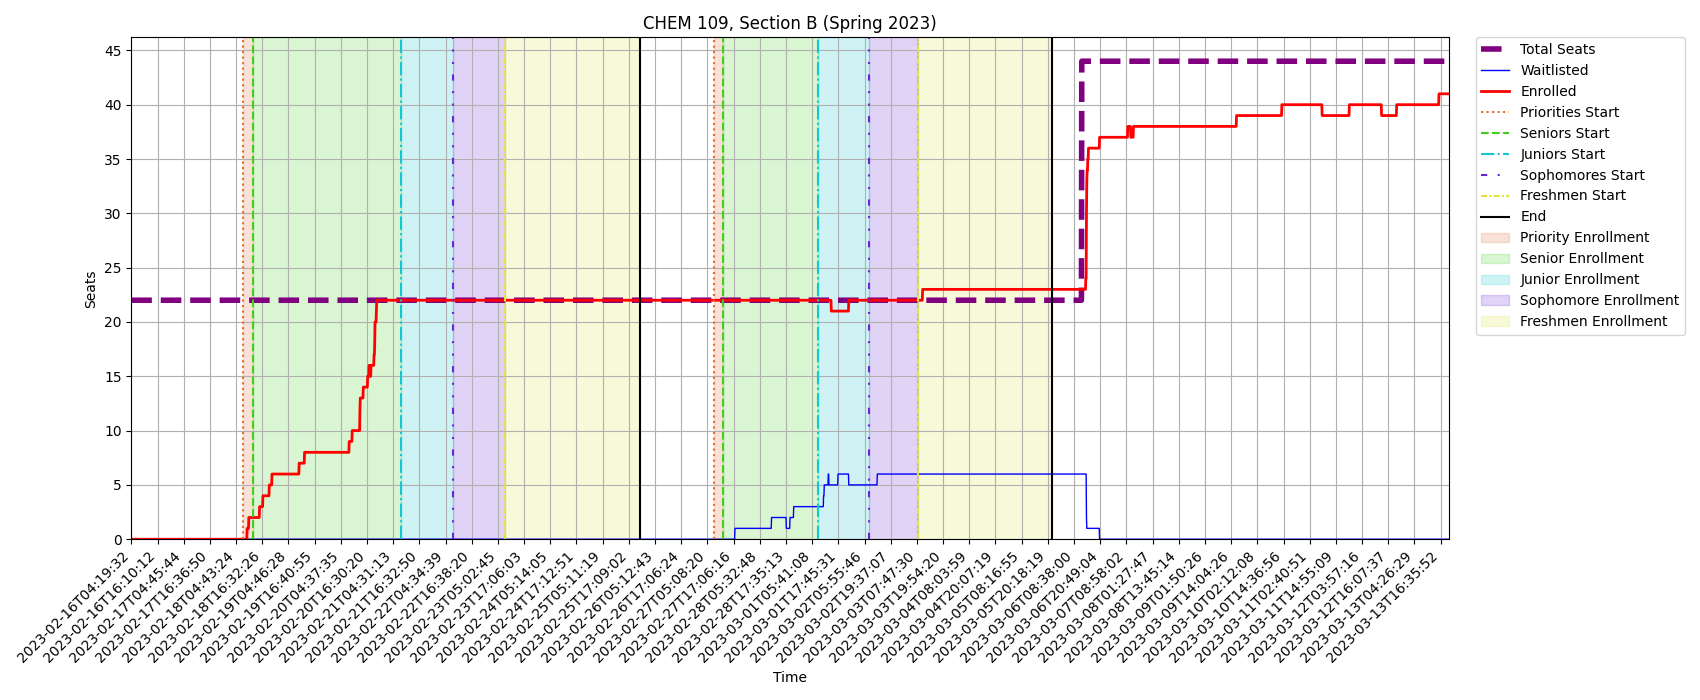 CHEM 109, Section B (Spring 2023)
Seats
45
40
35
30
25
20
15
10
5
0
2023-02-16T04:19:32
2023-02-16T16:10:12
2023-02-17T04:45:44
2023-02-17T16:36:50
2023-02-18T04:43:24
2023-02-18T16:32:26
2023-02-19T04:46:28
2023-02-19T16:40:55
2023-02-20T04:37:35
2023-02-20T16:30:20
2023-02-21T04:31:13
2023-02-21T16:32:50
2023-02-22T04:34:39
2023-02-22T16:38:20
2023-02-23T05:02:45
2023-02-23T17:06:03
2023-02-24T05:14:05
2023-02-24T17:12:51
2023-02-25T05:11:19
2023-02-25T17:09:02
2023-02-26T05:12:43
2023-02-26T17:06:24
2023-02-27T05:08:20
2023-02-27T17:06:16
2023-02-28T05:32:48
2023-02-28T17:35:13
2023-03-01T05:41:08
2023-03-01T17:45:31
2023-03-02T05:55:46
2023-03-02T19:37:07
2023-03-03T07:47:30
2023-03-03T19:54:20
2023-03-04T08:03:59
2023-03-04T20:07:19
2023-03-05T08:16:55
2023-03-05T20:18:19
2023-03-06T08:38:00
2023-03-06T20:49:04
2023-03-07T08:58:02
2023-03-08T01:27:47
2023-03-08T13:45:14
2023-03-09T01:50:26
2023-03-09T14:04:26
2023-03-10T02:12:08
2023-03-10T14:36:56
2023-03-11T02:40:51
2023-03-11T14:55:09
2023-03-12T03:57:16
2023-03-12T16:07:37
2023-03-13T04:26:29
2023-03-13T16:35:52
Time
Total Seats
Waitlisted
Enrolled
Priorities Start
Seniors Start
Juniors Start
Sophomores Start
Freshmen Start
End
Priority Enrollment
Senior Enrollment
Junior Enrollment
Sophomore Enrollment
Freshmen Enrollment